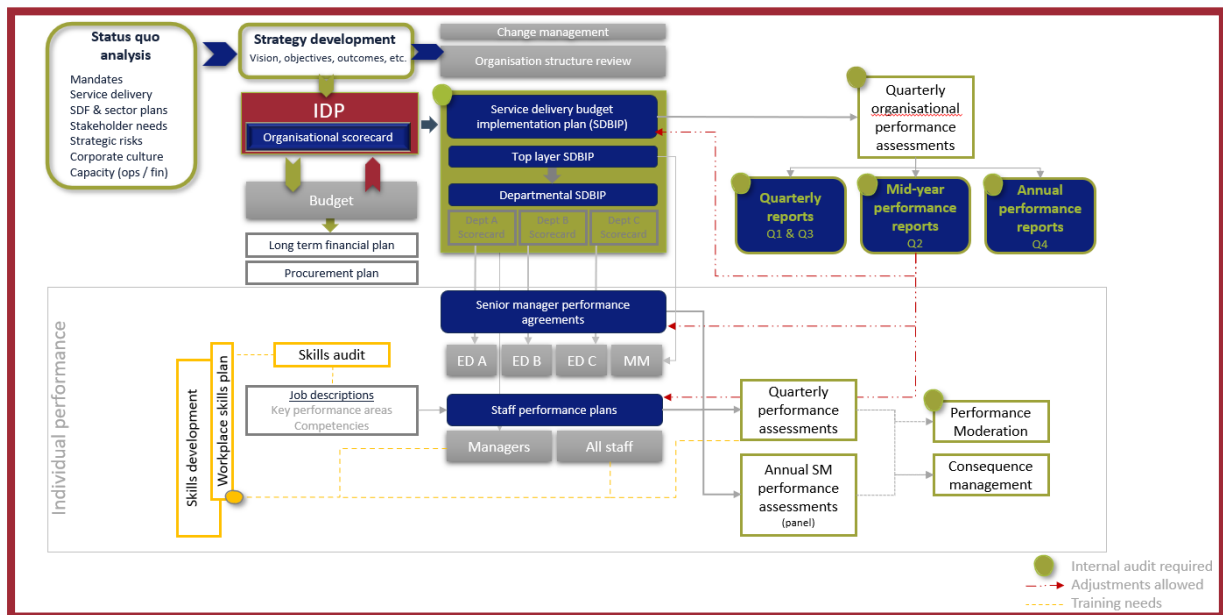 Status quo
analysis
Mandates
Service delivery
SDF & sector plans
Stakeholder needs
Strategic risks
Corporate culture
Capacity (ops / fin)
Strategy development
Vision, objectives, outcomes, etc.
Change management
Organisation structure review
IDP
Organisational scorecard
Budget
Long term financial plan
Procurement plan
Service delivery budget
implementation plan (SDBIP)
Top layer SDBIP
Departmental SDBIP
Dept A
Scorecard
Dept B
Scorecard
Dept C
Scorecard
Quarterly
organisational
performance
assessments
Quarterly
reports
Q1 & Q3
Mid-year
performance
reports
Q2
Annual
performance
reports
Q4
Individual performance
Senior manager performance
agreements
ED A
ED B
ED C
MM
Skills development
Workplace skills plan
Skills audit
Job descriptions
Key performance areas
Competencies
Staff performance plans
Managers
All staff
Quarterly
performance
assessments
Annual SM
performance
assessments
(panel)
Performance
Moderation
Consequence
management
Internal audit required
Adjustments allowed
Training needs